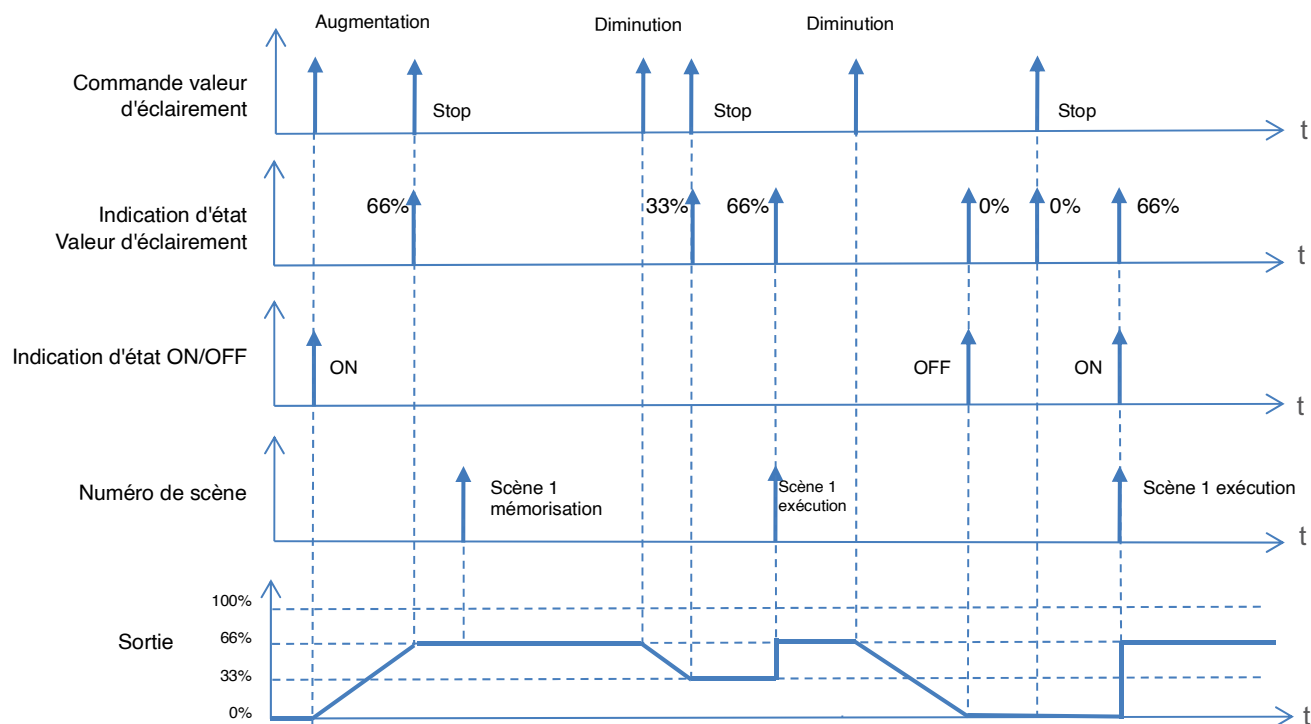 Augmentation
Diminution
Diminution
Commande valeur
d'éclairement
Stop
Stop
Stop
t
Indication d'état
Valeur d'éclairement
66%
33%
66%
0%
0%
66%
t
Indication d'état ON/OFF
ON
OFF
ON
t
Numéro de scène
Scène 1
mémorisation
Scène 1
exécution
Scène 1 exécution
t
Sortie
100%
66%
33%
0%
t